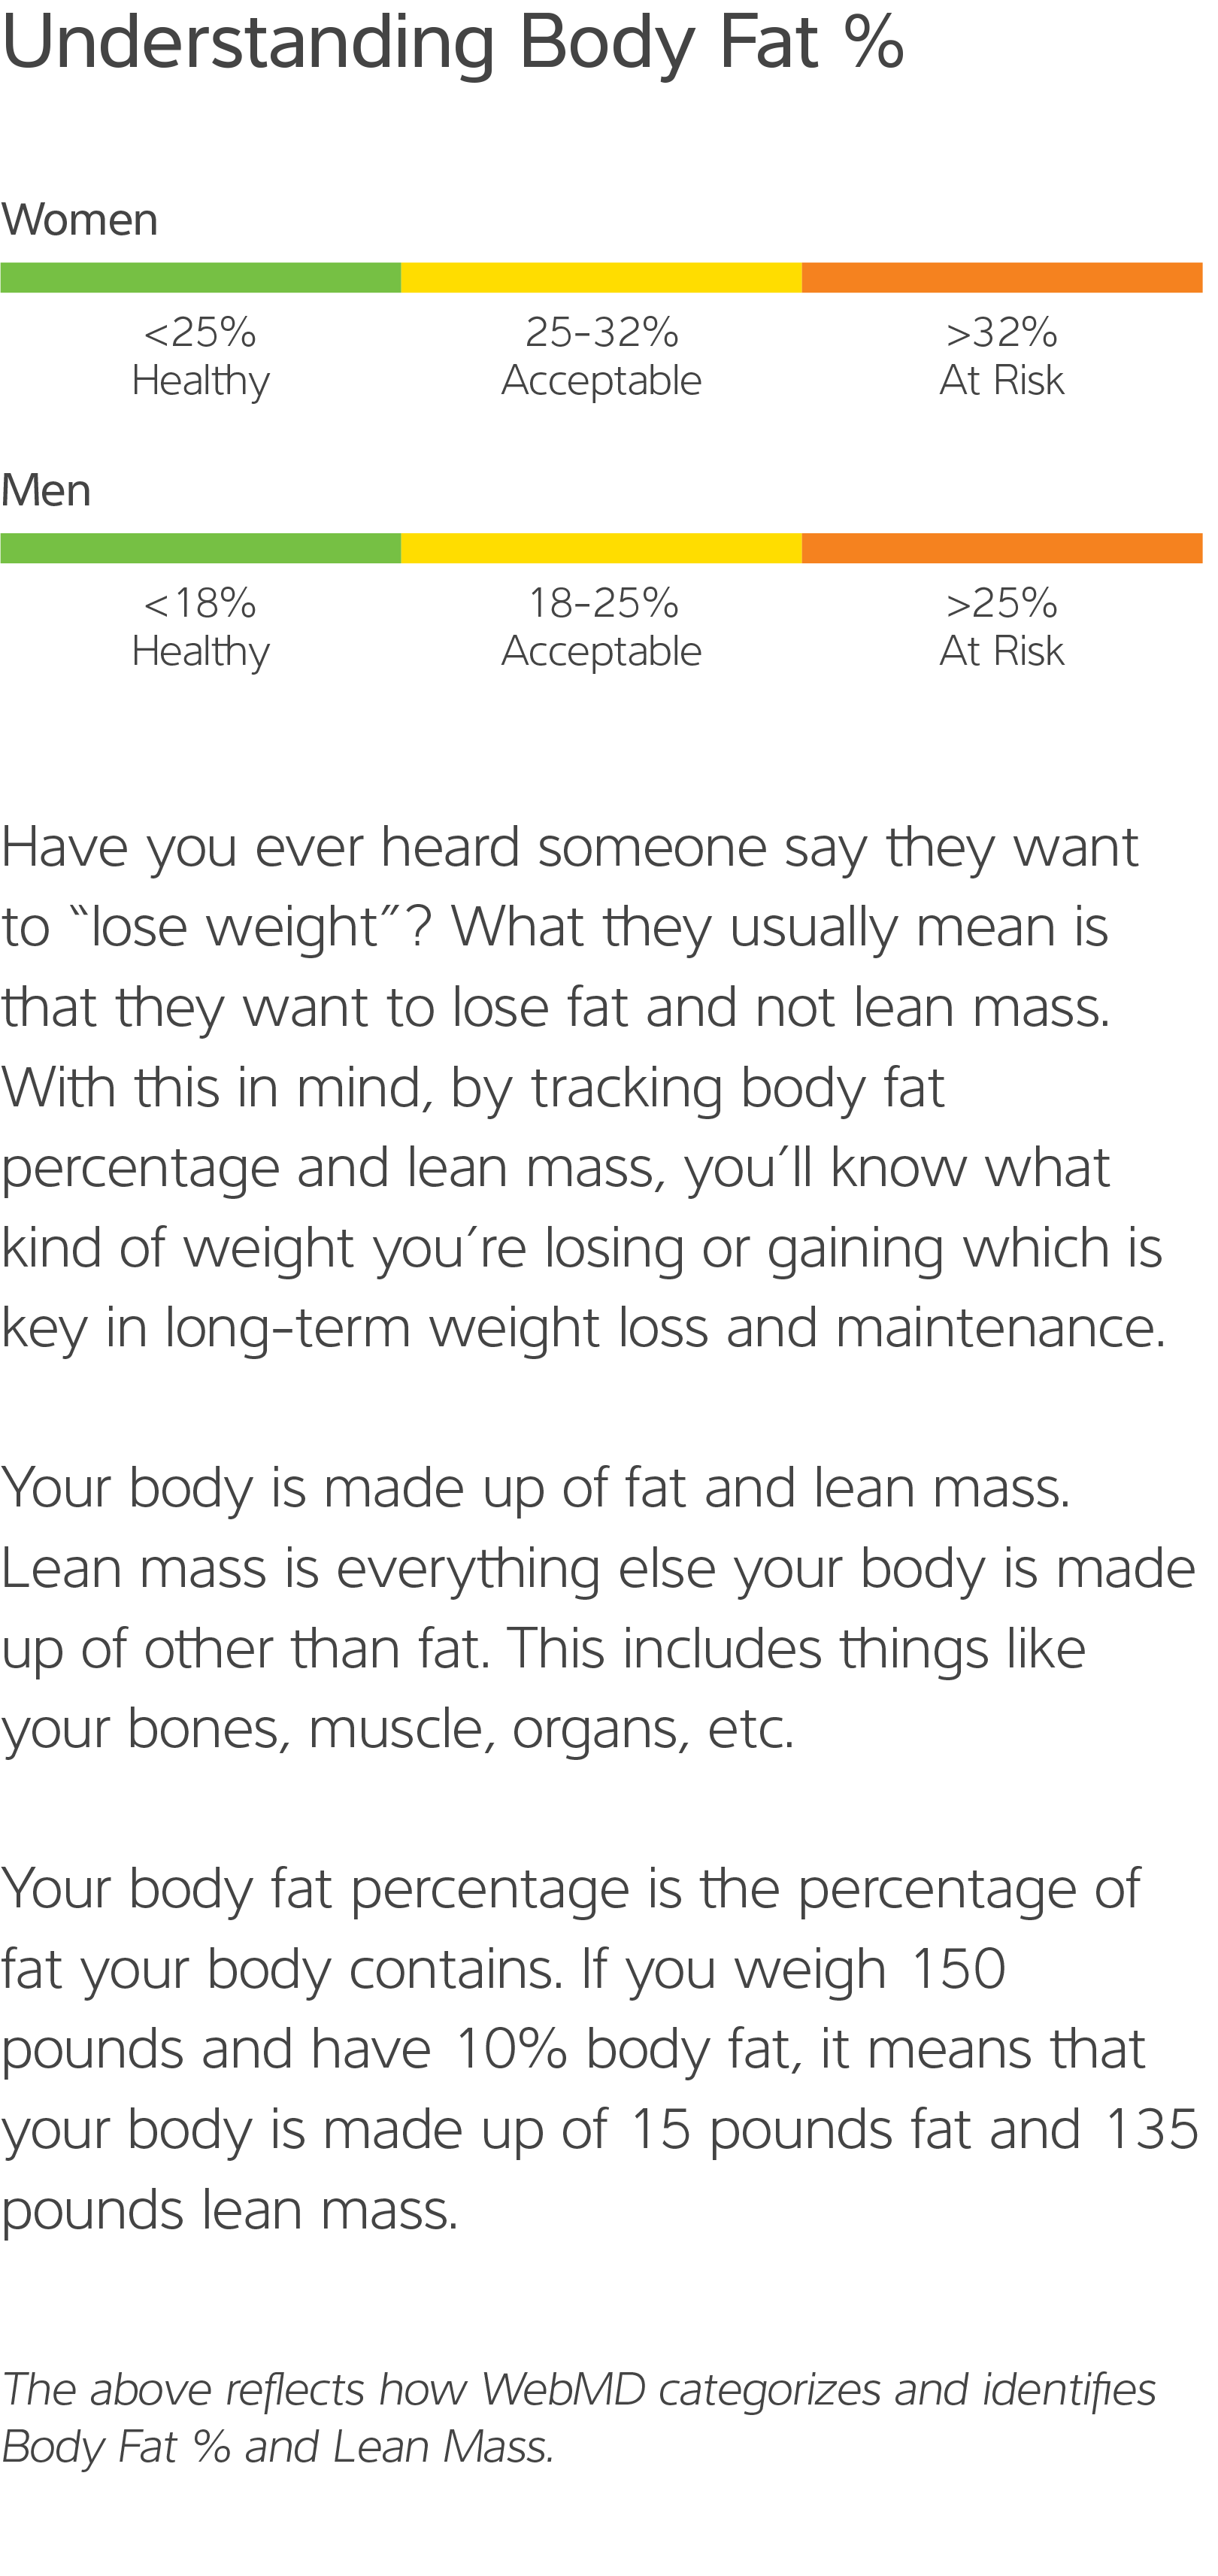 Understanding Body Fat %
Women
<25%
Healthy
25-32%
Acceptable
>32%
At Risk
Men
<18%
Healthy
18-25%
Acceptable
>25%
At Risk
Have you ever heard someone say they want
to “lose weight”? What they usually mean is
that they want to lose fat and not lean mass.
With this in mind, by tracking body fat
percentage and lean mass, you’ll know what
kind of weight you’re losing or gaining which is
key in long-term weight loss and maintenance.
Your body is made up of fat and lean mass.
Lean mass is everything else your body is made
up of other than fat. This includes things like
your bones, muscle, organs, etc.
Your body fat percentage is the percentage of
fat your body contains. If you weigh 150
pounds and have 10% body fat, it means that
your body is made up of 15 pounds fat and 135
pounds lean mass.
The above reflects how WebMD categorizes and identifies
Body Fat % and Lean Mass.